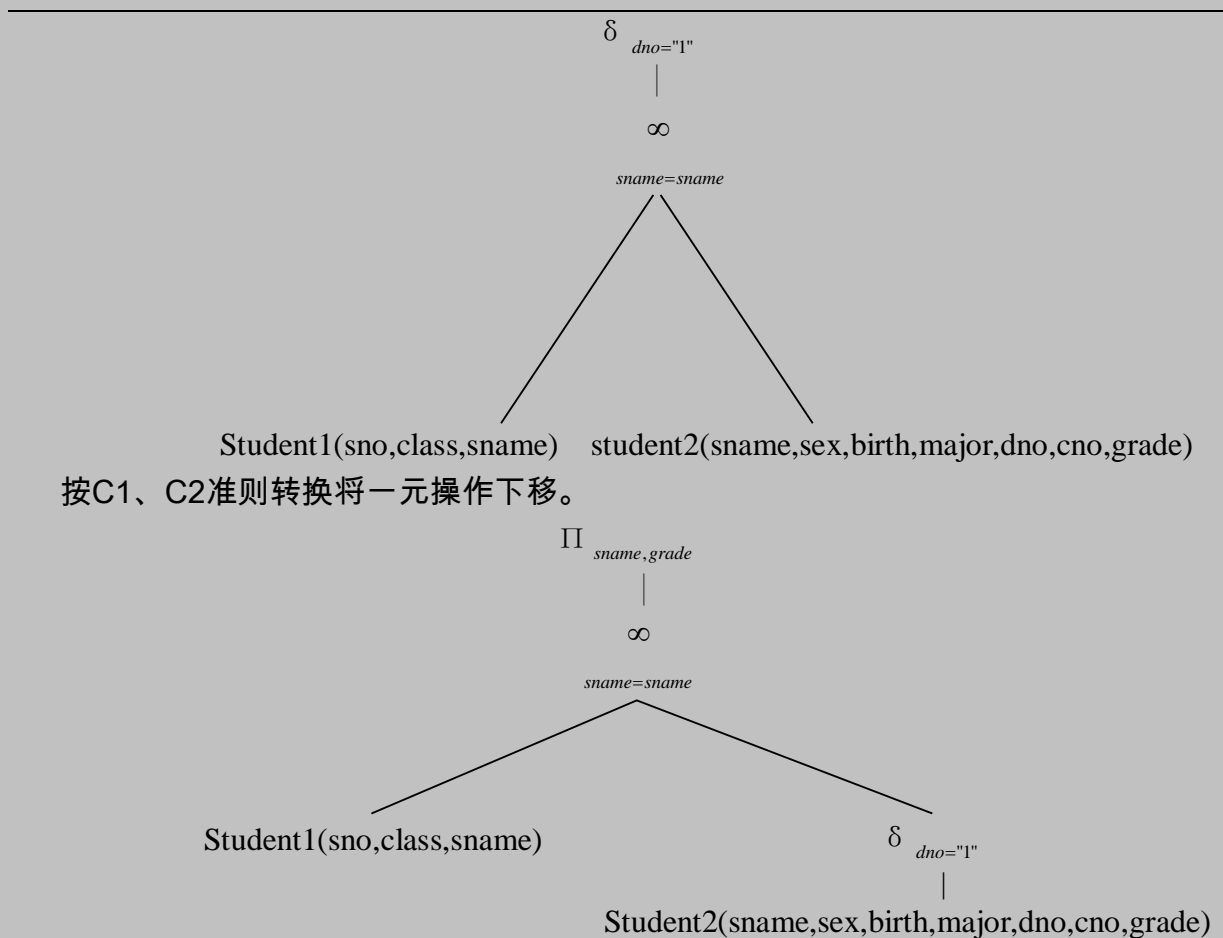 δ dno="1"
∞
sname=sname
Student1(sno,class,sname) student2(sname,sex,birth,major,dno,cno,grade)
按C1、C2准则转换将一元操作下移。
Π sname,grade
∞
sname=sname
Student1(sno,class,sname)
δ dno="1"
Student2(sname,sex,birth,major,dno,cno,grade)